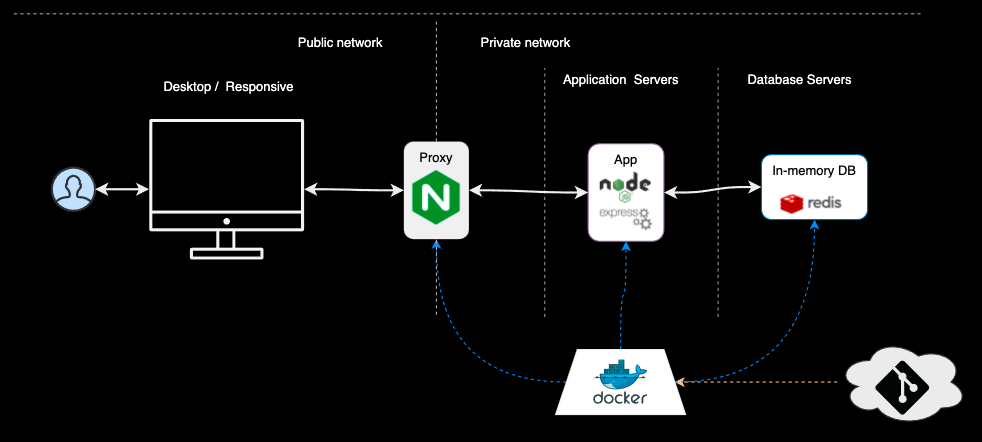 Public network
Private network
Desktop / Responsive
Application Servers
Database Servers
Proxy
N
App
node
JS
express
In-memory DB
redis
docker